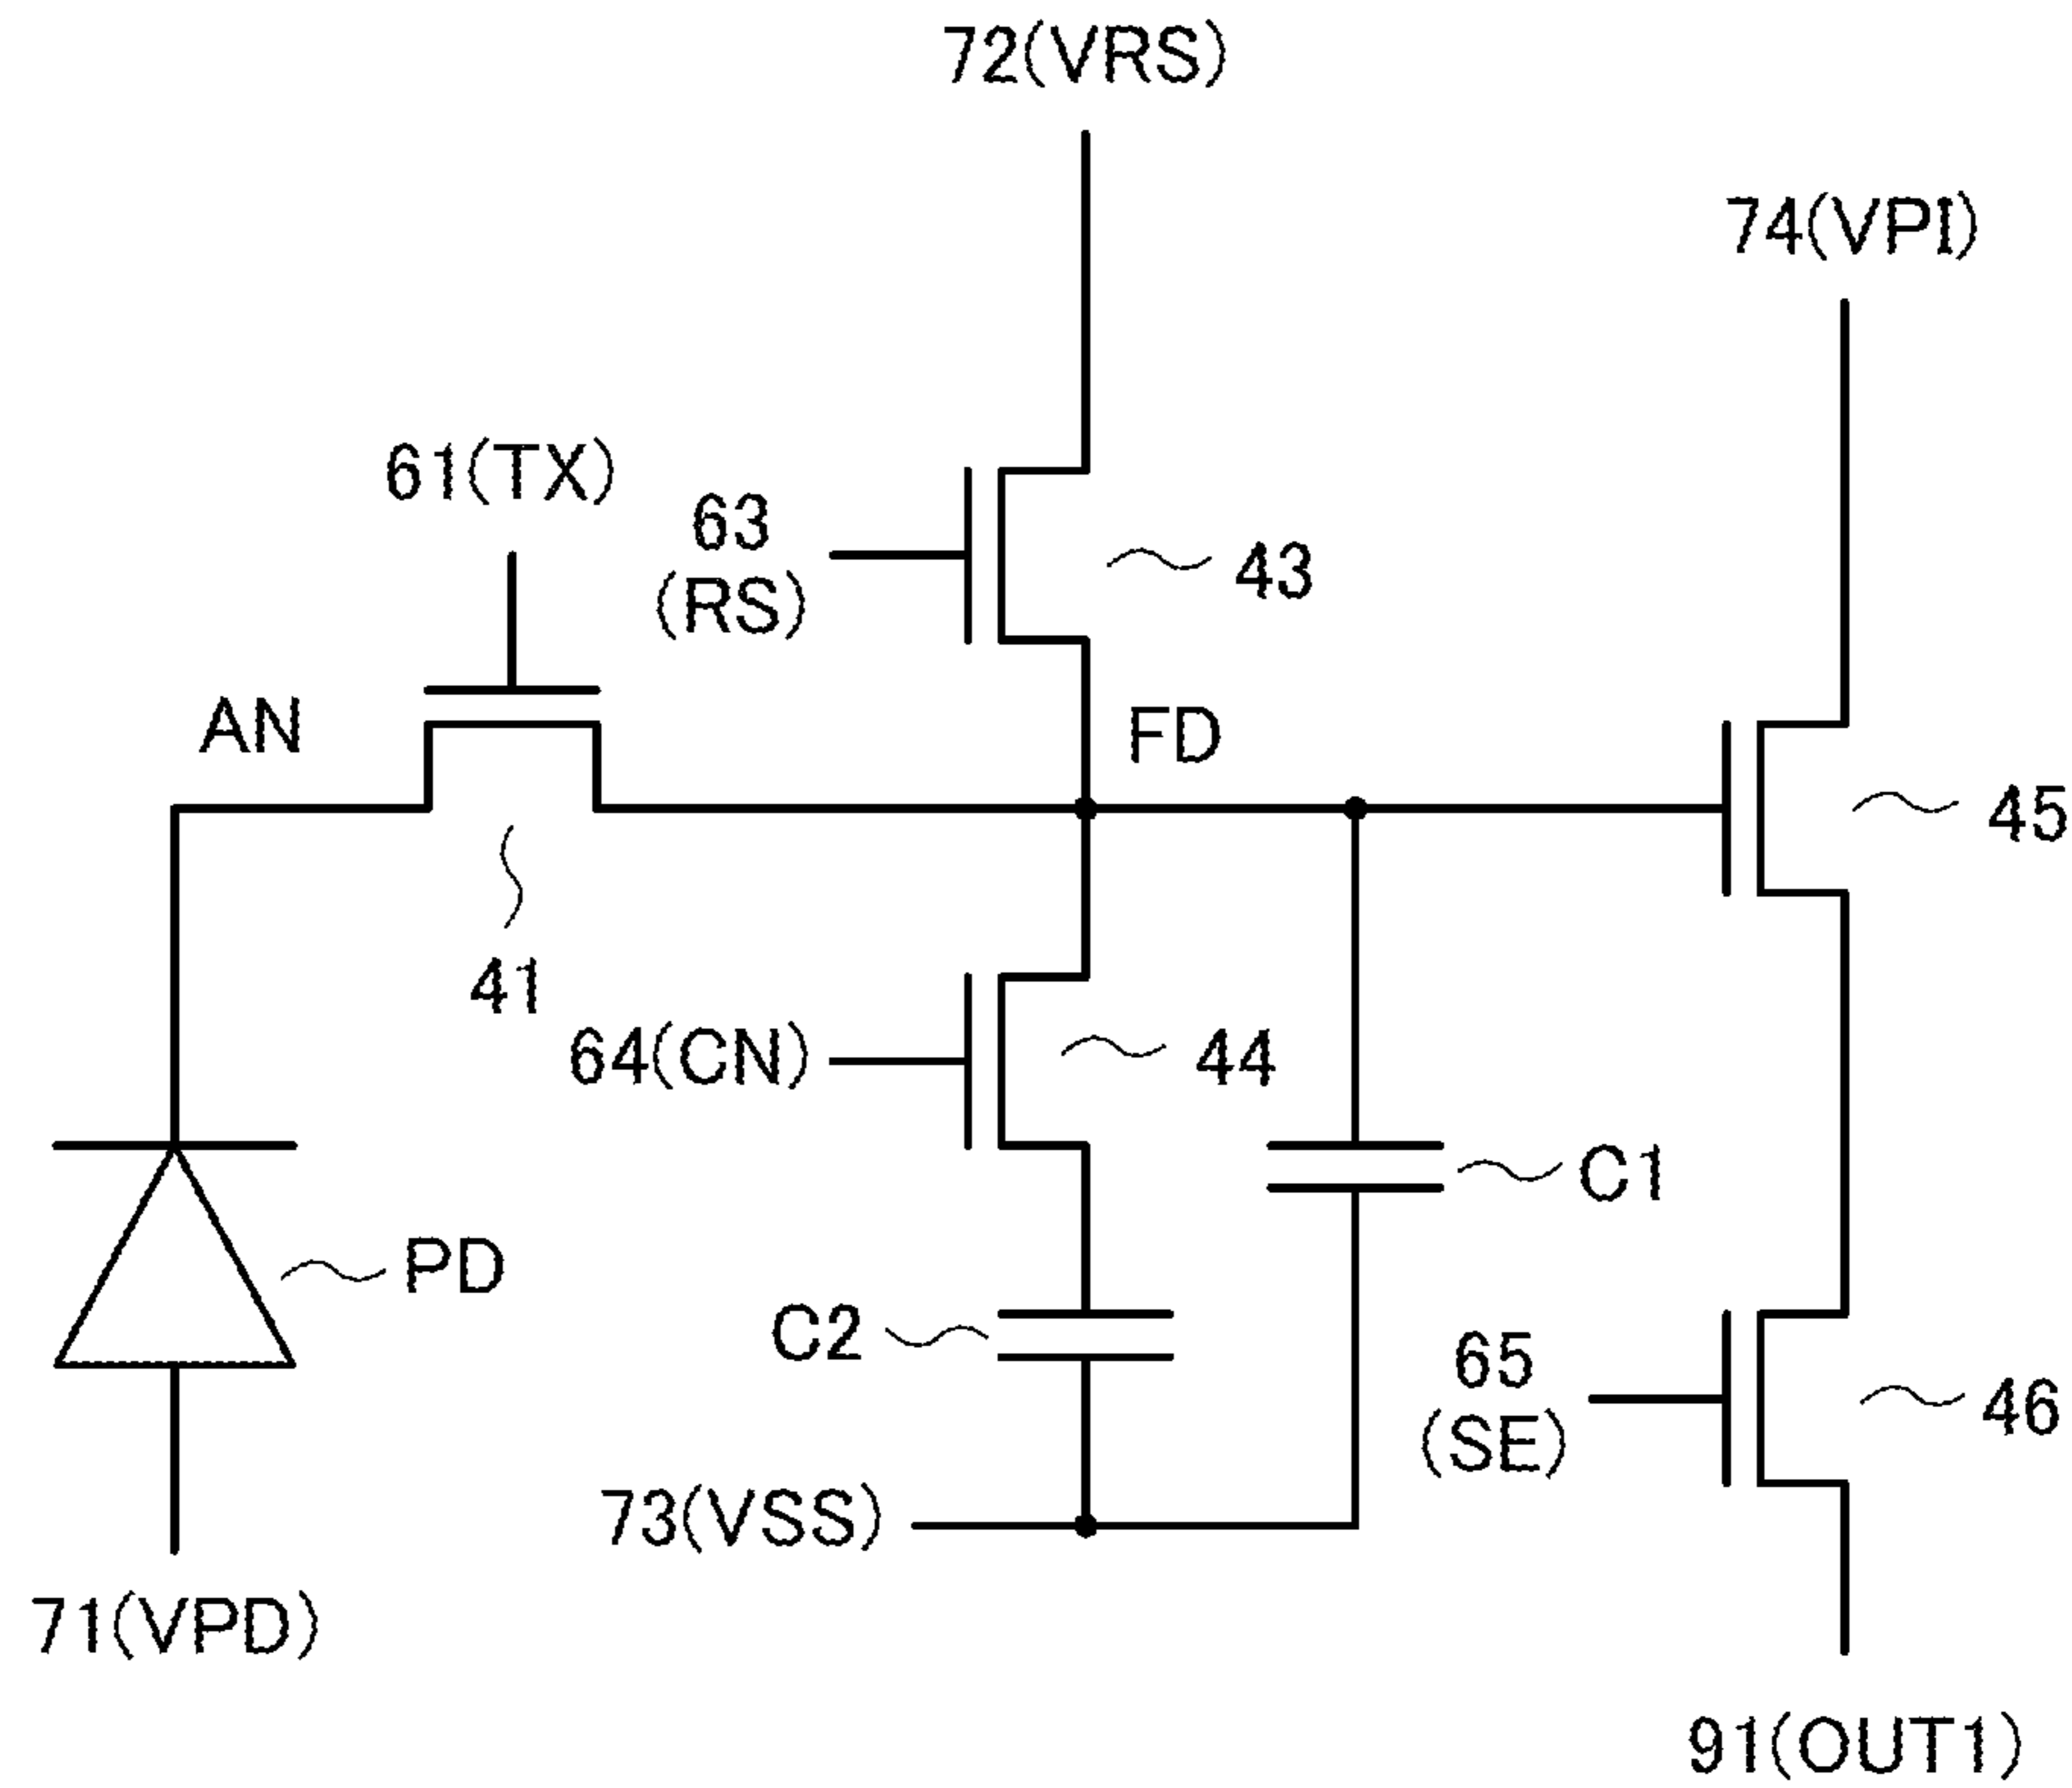 72(VRS)
74(VPI)
61(TX)
63
(RS)
43
AN
FD
45
41
64(CN)
44
C1
PD
C2
65
(SE)
46
73(VSS)
71(VPD)
91(OUT1)